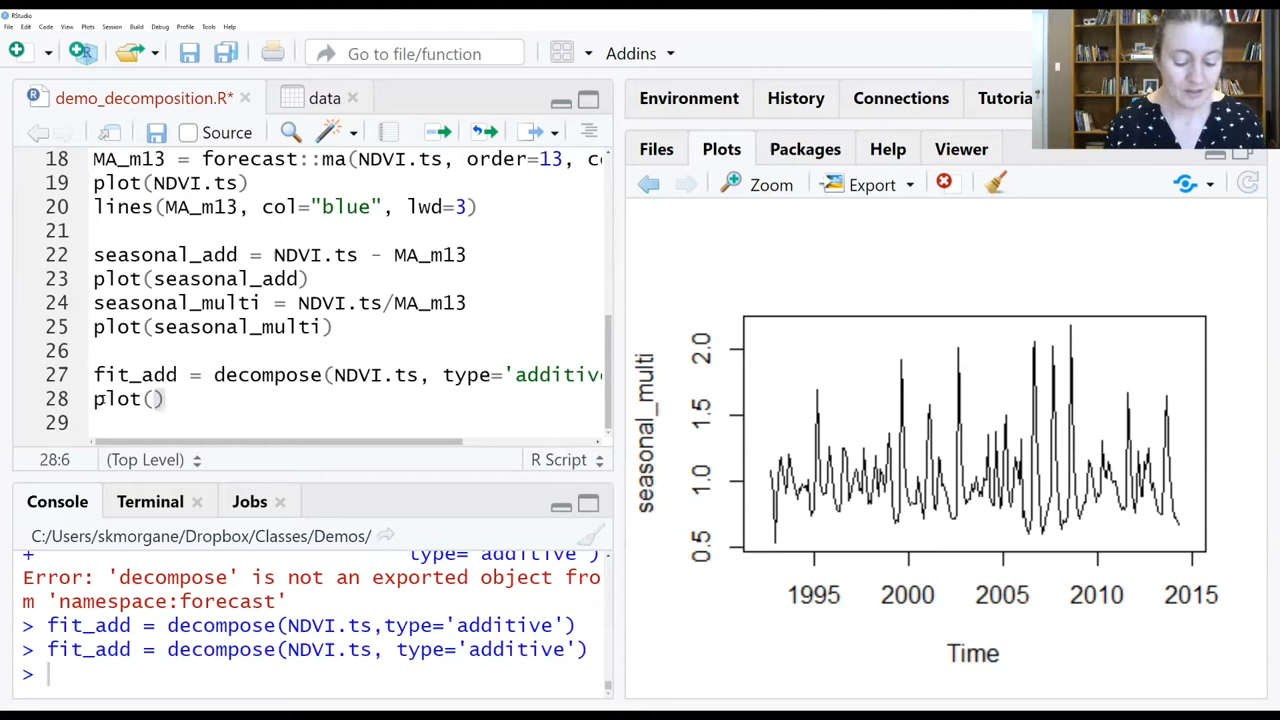 RStudio
File Edit Code View Plots Session Build Debug Profile Tools Help
Go to file/function Addins
demo_decomposition.R* data
Source
18 MA_m13 = forecast::ma(NDVI.ts, order=13, c
19 plot(NDVI.ts)
20 lines(MA_m13, col="blue", lwd=3)
21
22 seasonal_add = NDVI.ts - MA_m13
23 plot(seasonal_add)
24 seasonal_multi = NDVI.ts/MA_m13
25 plot(seasonal_multi)
26
27 fit_add = decompose(NDVI.ts, type='additiv
28 plot()
29
28:6 (Top Level) R Script
Console Terminal Jobs
C:/Users/skmorgane/Dropbox/Classes/Demos/
+ type='additive')
Error: 'decompose' is not an exported object fro
m 'namespace:forecast'
> fit_add = decompose(NDVI.ts,type='additive')
> fit_add = decompose(NDVI.ts, type='additive')
>
Environment History Connections Tutoria
Files Plots Packages Help Viewer
Zoom Export
seasonal_multi
2.0
1.5
1.0
0.5
1995 2000 2005 2010 2015
Time